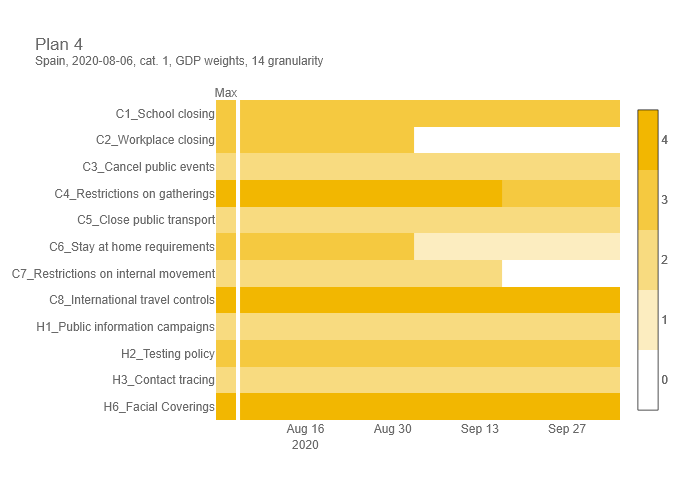 Plan 4
Spain, 2020-08-06, cat. 1, GDP weights, 14 granularity
Max
C1_School closing
C2_Workplace closing
C3_Cancel public events
C4_Restrictions on gatherings
C5_Close public transport
C6_Stay at home requirements
C7_Restrictions on internal movement
C8_International travel controls
H1_Public information campaigns
H2_Testing policy
H3_Contact tracing
H6_Facial Coverings
Aug 16 Aug 30 Sep 13 Sep 27
2020
4
3
2
1
0